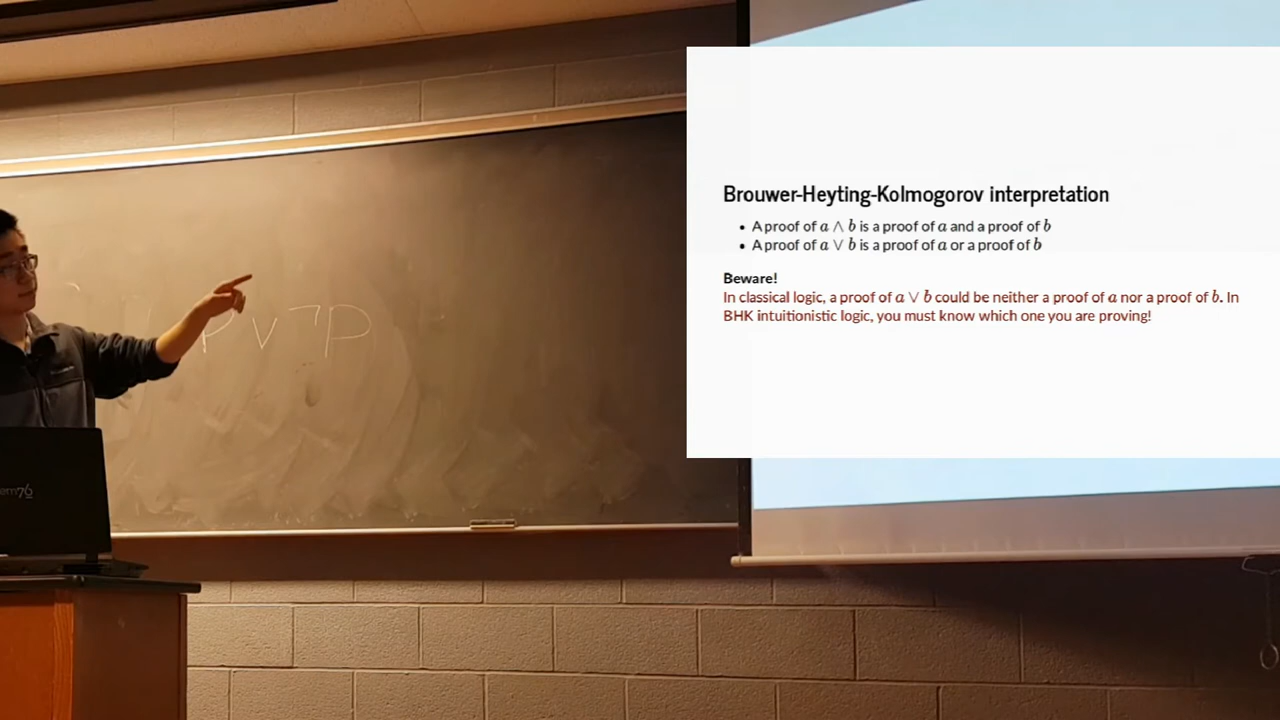 P ∨ ¬P
em76
Brouwer-Heyting-Kolmogorov interpretation
• A proof of a ∧ b is a proof of a and a proof of b
• A proof of a ∨ b is a proof of a or a proof of b
Beware!
In classical logic, a proof of a ∨ b could be neither a proof of a nor a proof of b. In
BHK intuitionistic logic, you must know which one you are proving!